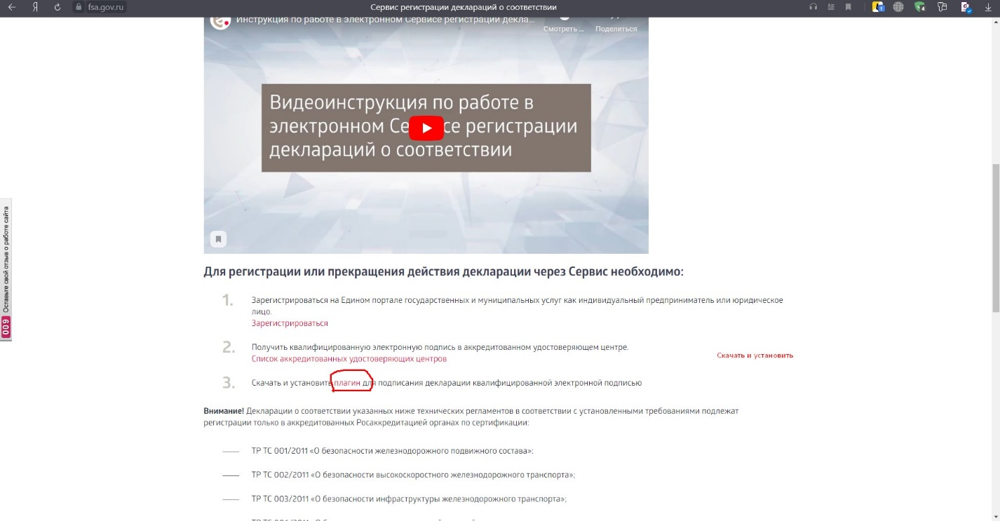 fsa.gov.ru
Сервис регистрации деклараций о соответствии
Инструкция по работе в электронном Сервисе регистрации декла...
Смотреть ...
Поделиться
Видеоинструкция по работе в
электронном Се се регистрации
деклараций о соответствии
Оставьте свой отзыв о работе сайта
600
Для регистрации или прекращения действия декларации через Сервис необходимо:
1. Зарегистрироваться на Едином портале государственных и муниципальных услуг как индивидуальный предприниматель или юридическое
лицо.
Зарегистрироваться
2. Получить квалифицированную электронную подпись в аккредитованном удостоверяющем центре.
Список аккредитованных удостоверяющих центров
Скачать и установить
3. Скачать и установить плагин для подписания декларации квалифицированной электронной подписью
Внимание! Декларации о соответствии указанных ниже технических регламентов в соответствии с установленными требованиями подлежат
регистрации только в аккредитованных Росаккредитацией органах по сертификации:
ТР ТС 001/2011 «О безопасности железнодорожного подвижного состава»:
ТР ТС 002/2011 «О безопасности высокоскоростного железнодорожного транспорта»;
ТР ТС 003/2011 «О безопасности инфраструктуры железнодорожного транспорта»;